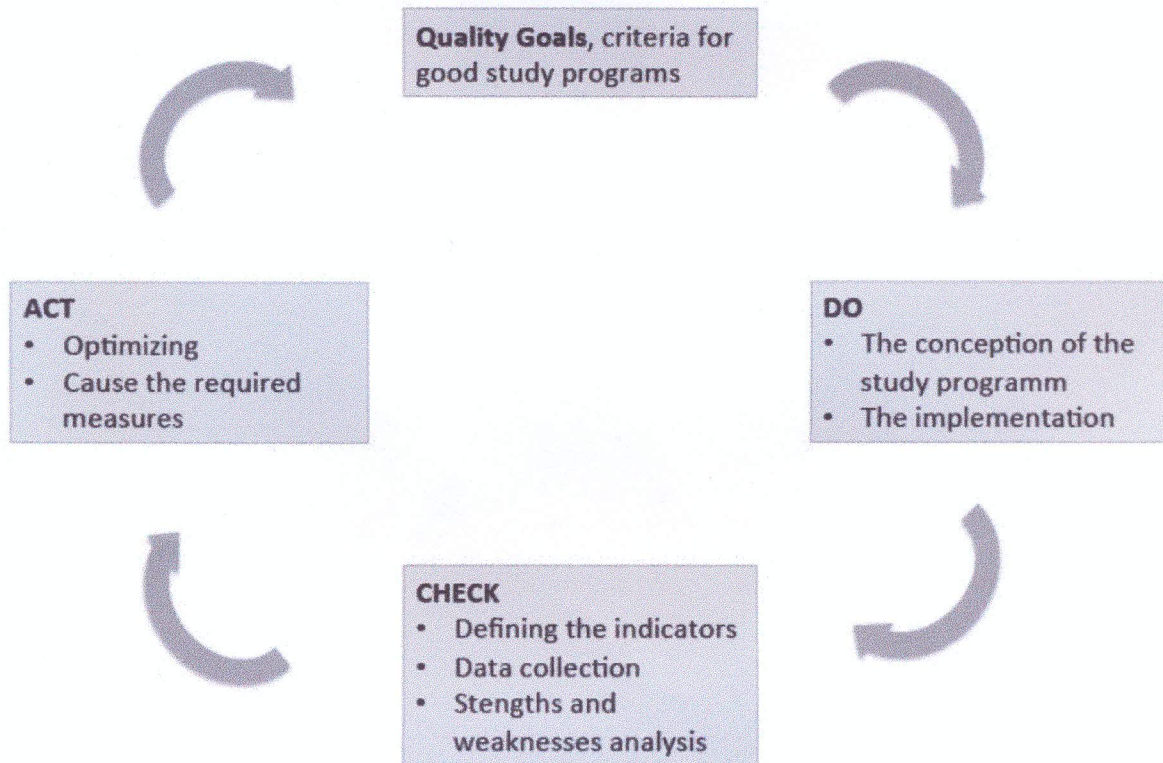 Quality Goals, criteria for
good study programs
ACT
• Optimizing
• Cause the required
measures
DO
• The conception of the
study programm
• The implementation
CHECK
• Defining the indicators
• Data collection
• Stengths and
weaknesses analysis